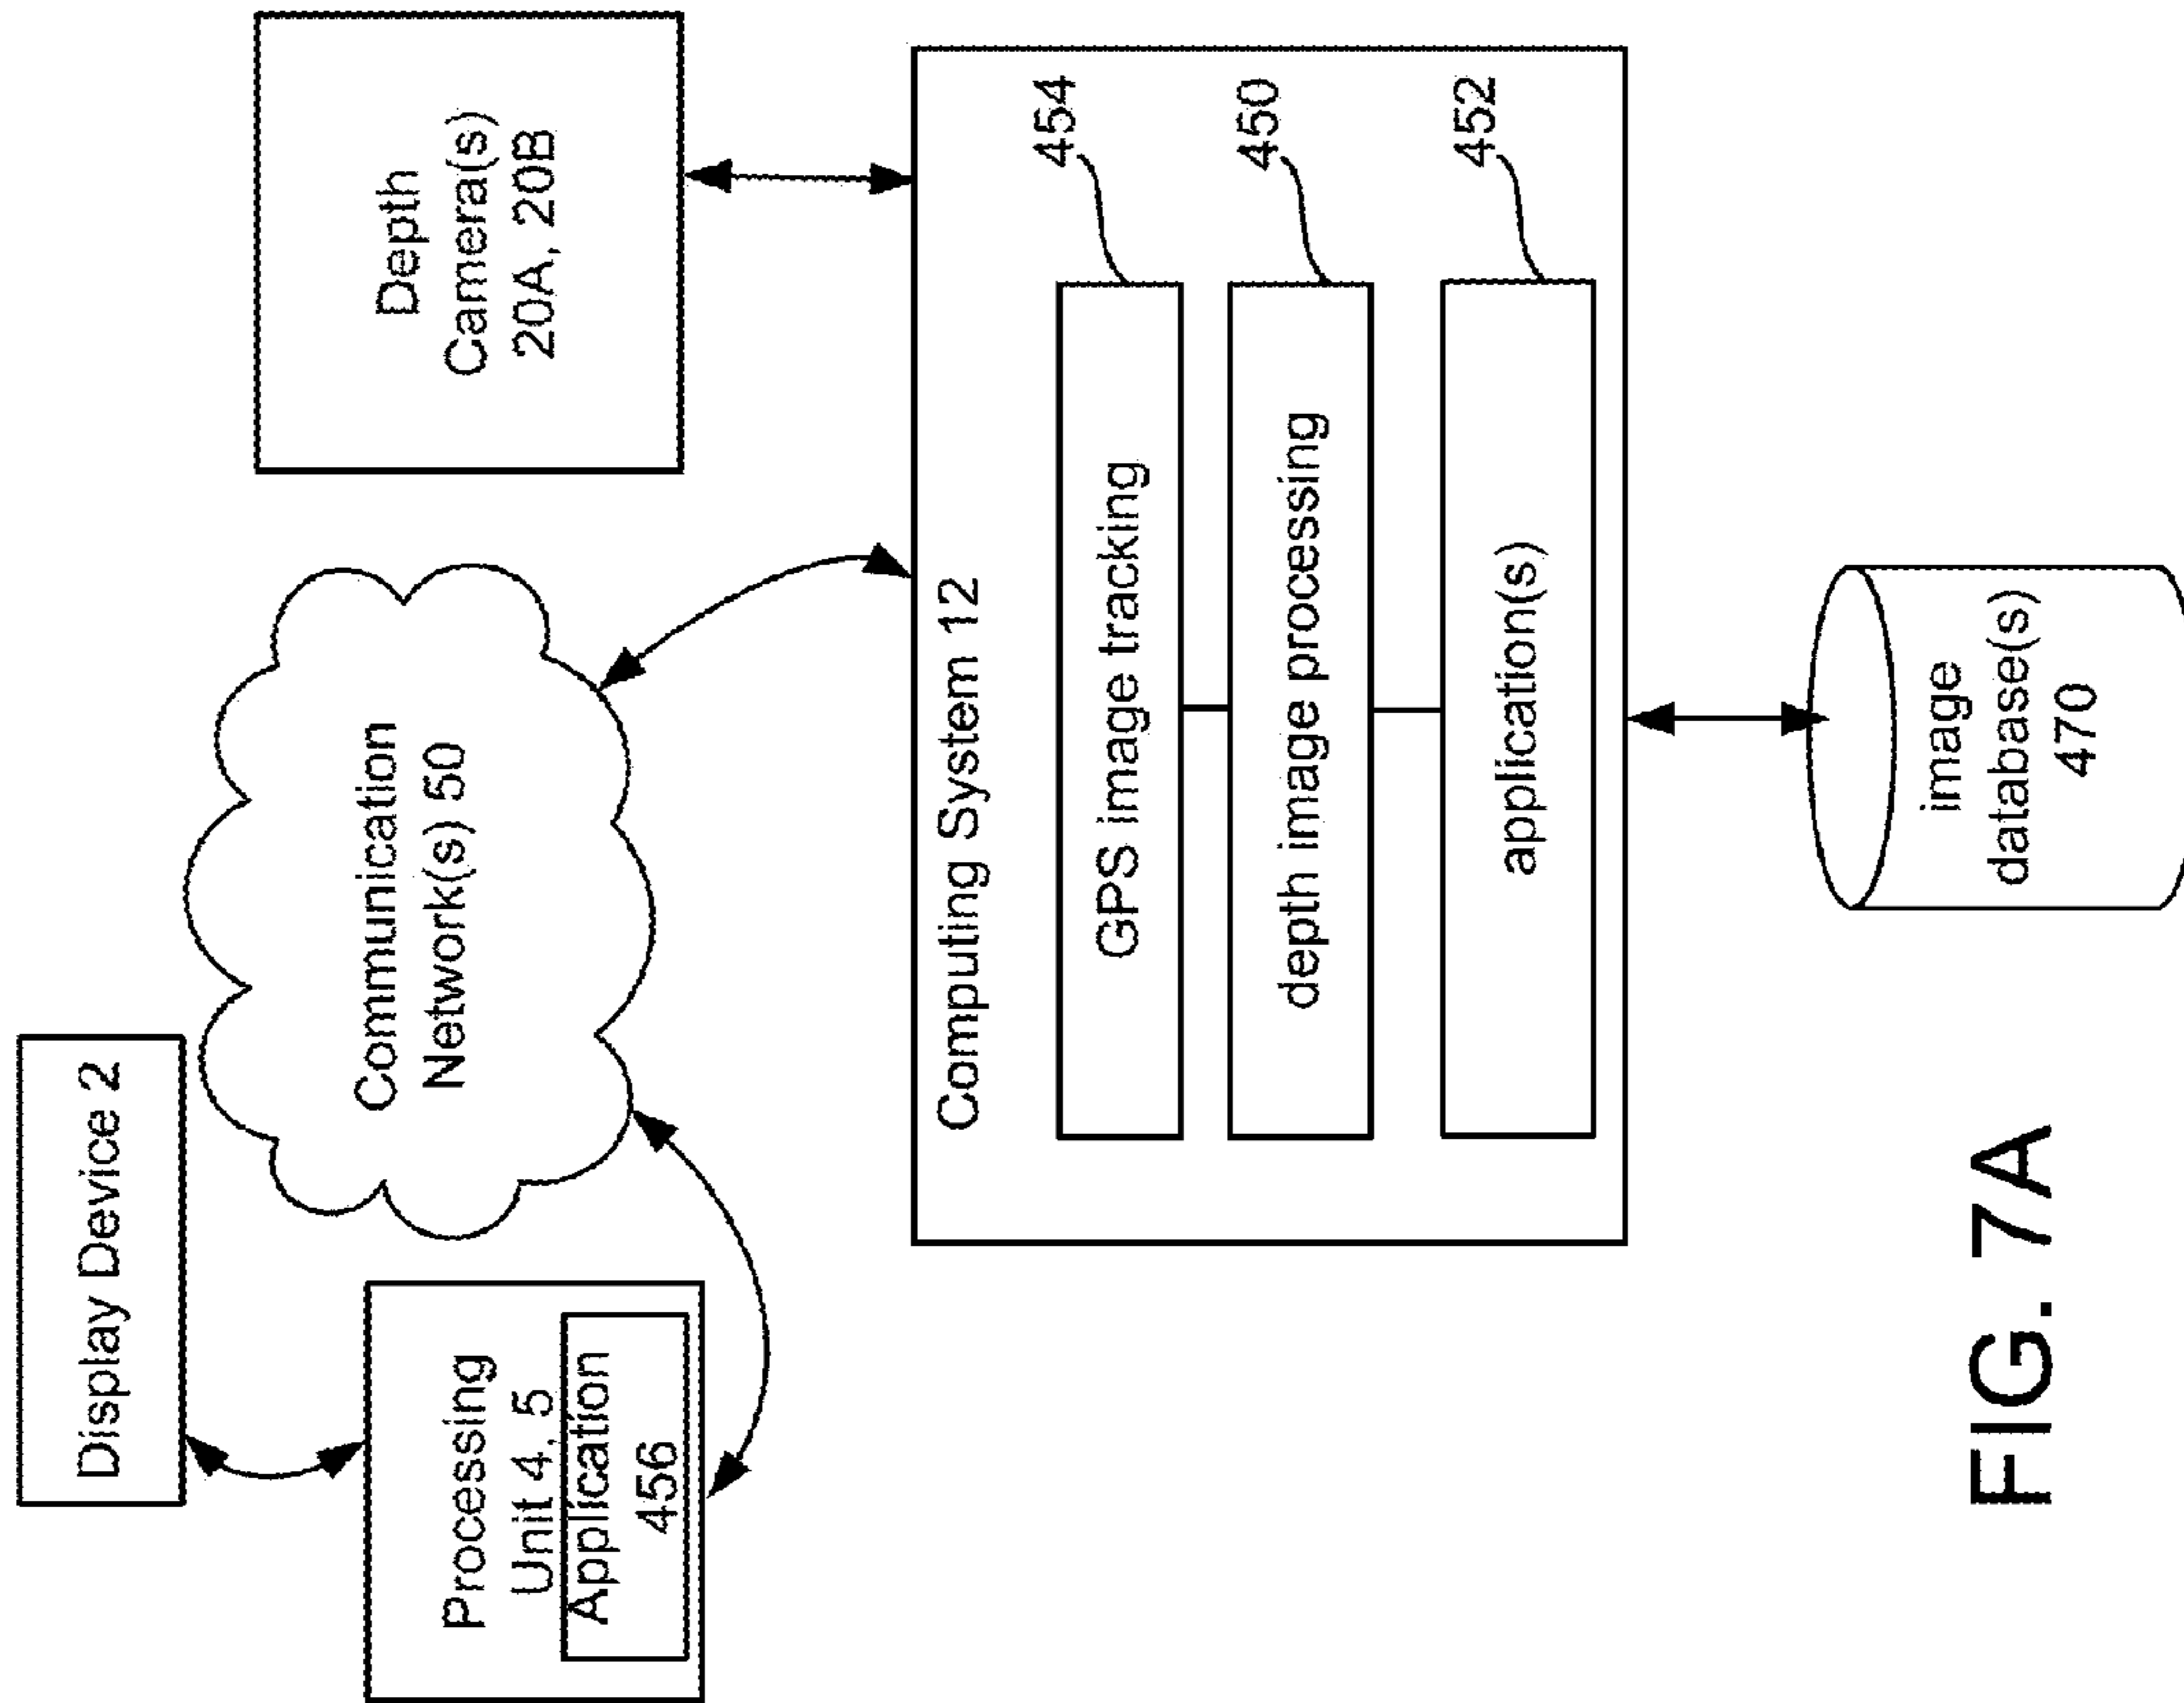 Display Device 2
Processing
Unit 4, 5
Application
456
Communication
Network(s) 50
Depth
Camera(s)
20A, 20B
Computing System 12
GPS image tracking
454
depth image processing
450
application(s)
452
image
database(s)
470
FIG. 7A